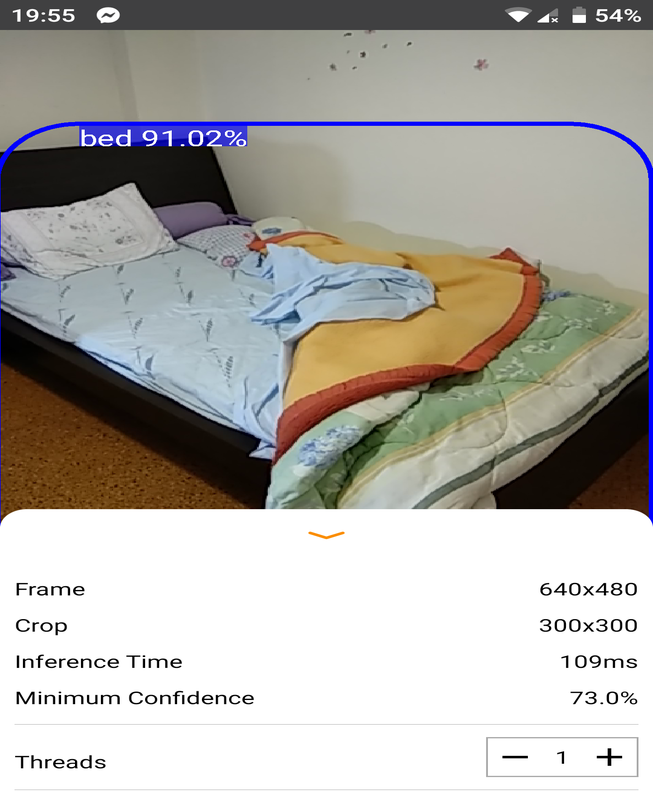 19:55 54%
bed 91.02%
Frame 640x480
Crop 300x300
Inference Time 109ms
Minimum Confidence 73.0%
Threads 1